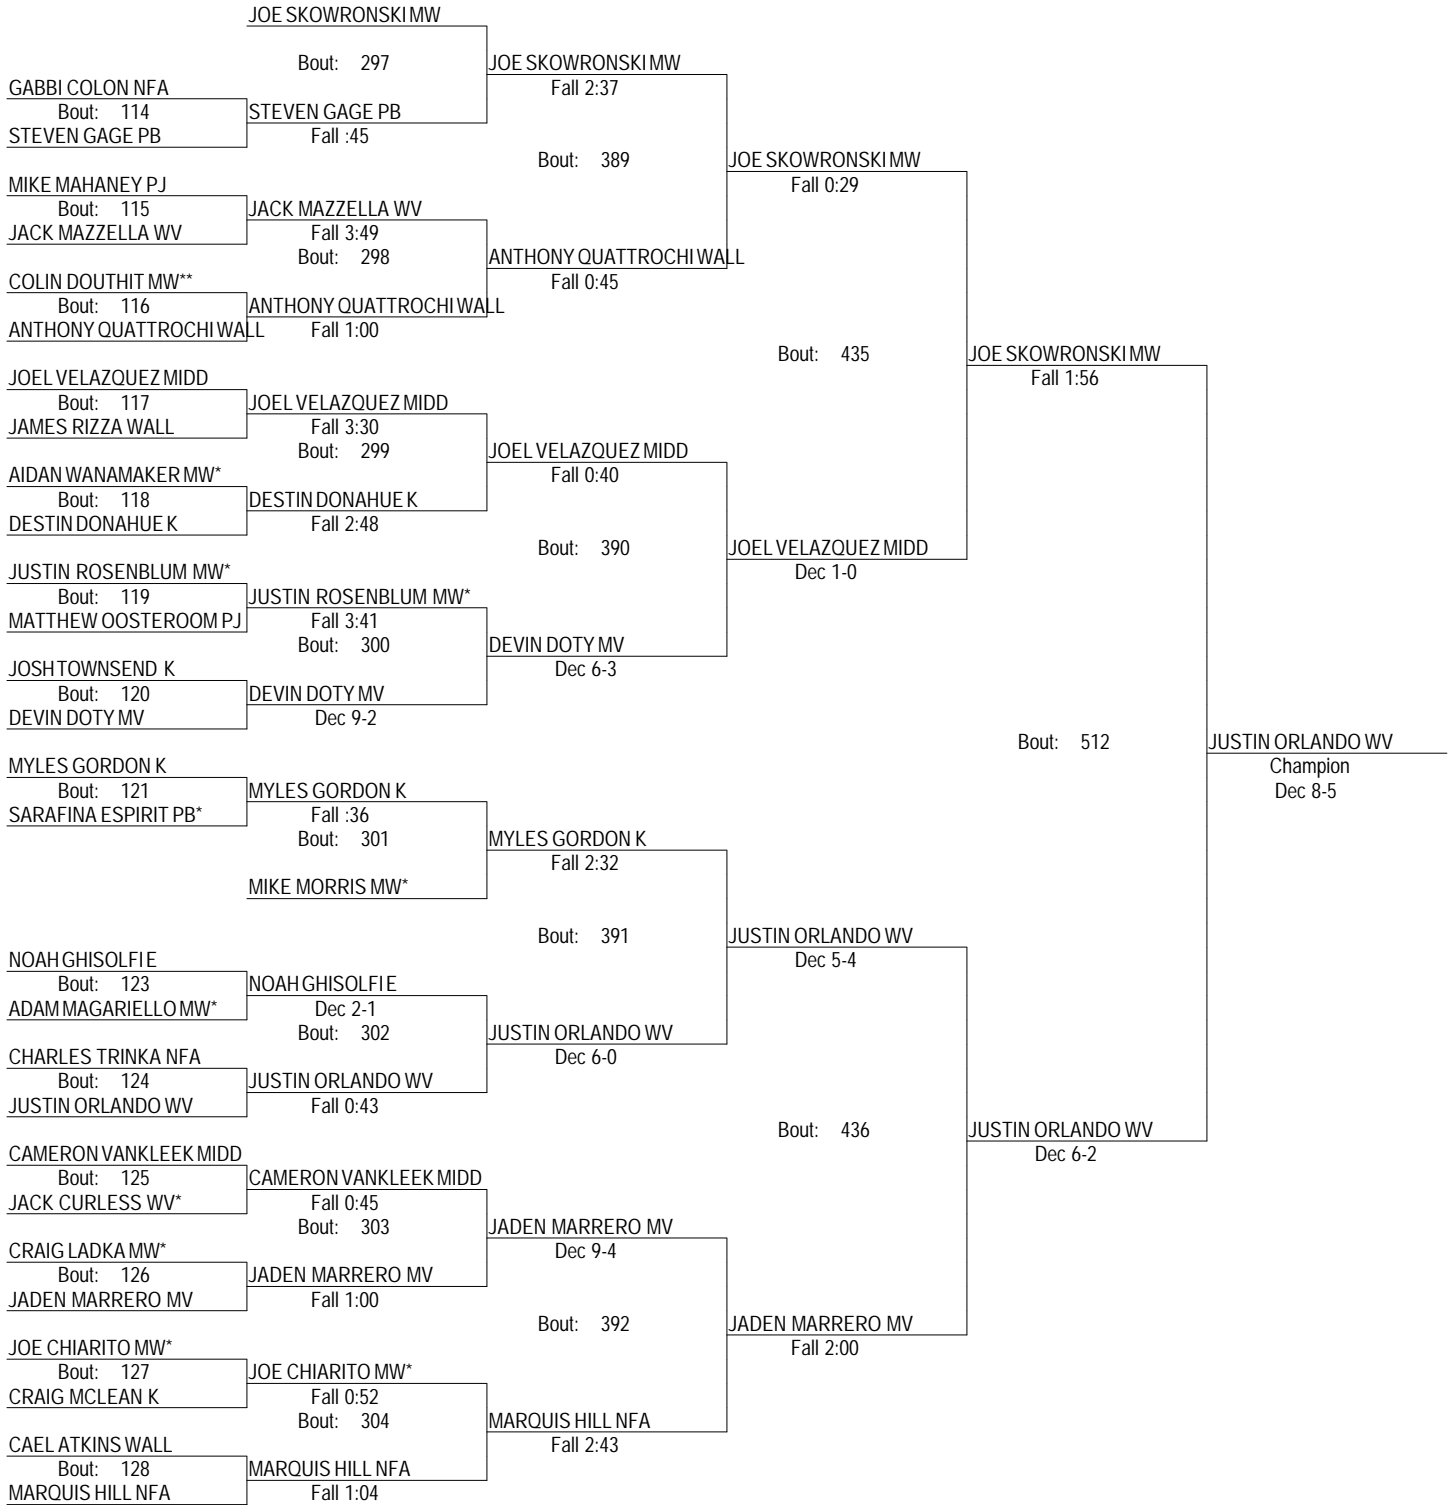 JOE SKOWRONSKI MW
Bout: 297
JOE SKOWRONSKI MW
GABBI COLON NFA
Fall 2:37
Bout: 114
STEVEN GAGE PB
STEVEN GAGE PB
Fall :45
Bout: 389
JOE SKOWRONSKI MW
MIKE MAHANEY PJ
Fall 0:29
Bout: 115
JACK MAZZELLA WV
JACK MAZZELLA WV
Fall 3:49
Bout: 298
ANTHONY QUATTROCHI WALL
COLIN DOUTHIT MW**
Fall 0:45
Bout: 116
ANTHONY QUATTROCHI WALL
ANTHONY QUATTROCHI WALL
Fall 1:00
Bout: 435
JOE SKOWRONSKI MW
JOEL VELAZQUEZ MIDD
Fall 1:56
Bout: 117
JOEL VELAZQUEZ MIDD
JAMES RIZZA WALL
Fall 3:30
Bout: 299
JOEL VELAZQUEZ MIDD
AIDAN WANAMAKER MW*
Fall 0:40
Bout: 118
DESTIN DONAHUE K
DESTIN DONAHUE K
Fall 2:48
Bout: 390
JOEL VELAZQUEZ MIDD
JUSTIN ROSENBLUM MW*
Dec 1-0
Bout: 119
JUSTIN ROSENBLUM MW*
MATTHEW OOSTEROOM PJ
Fall 3:41
Bout: 300
DEVIN DOTY MV
JOSH TOWNSEND K
Dec 6-3
Bout: 120
DEVIN DOTY MV
DEVIN DOTY MV
Dec 9-2
Bout: 512
JUSTIN ORLANDO WV
MYLES GORDON K
Champion
Bout: 121
MYLES GORDON K
Dec 8-5
SARAFINA ESPIRIT PB*
Fall :36
Bout: 301
MYLES GORDON K
Fall 2:32
MIKE MORRIS MW*
Bout: 391
JUSTIN ORLANDO WV
NOAH GHISOLFI E
Dec 5-4
Bout: 123
NOAH GHISOLFI E
ADAM MAGARIELLO MW*
Dec 2-1
Bout: 302
JUSTIN ORLANDO WV
CHARLES TRINKA NFA
Dec 6-0
Bout: 124
JUSTIN ORLANDO WV
JUSTIN ORLANDO WV
Fall 0:43
Bout: 436
JUSTIN ORLANDO WV
CAMERON VANKLEEK MIDD
Dec 6-2
Bout: 125
CAMERON VANKLEEK MIDD
JACK CURLESS WV*
Fall 0:45
Bout: 303
JADEN MARRERO MV
CRAIG LADKA MW*
Dec 9-4
Bout: 126
JADEN MARRERO MV
JADEN MARRERO MV
Fall 1:00
Bout: 392
JADEN MARRERO MV
JOE CHIARITO MW*
Fall 2:00
Bout: 127
JOE CHIARITO MW*
CRAIG MCLEAN K
Fall 0:52
Bout: 304
MARQUIS HILL NFA
CAEL ATKINS WALL
Fall 2:43
Bout: 128
MARQUIS HILL NFA
MARQUIS HILL NFA
Fall 1:04